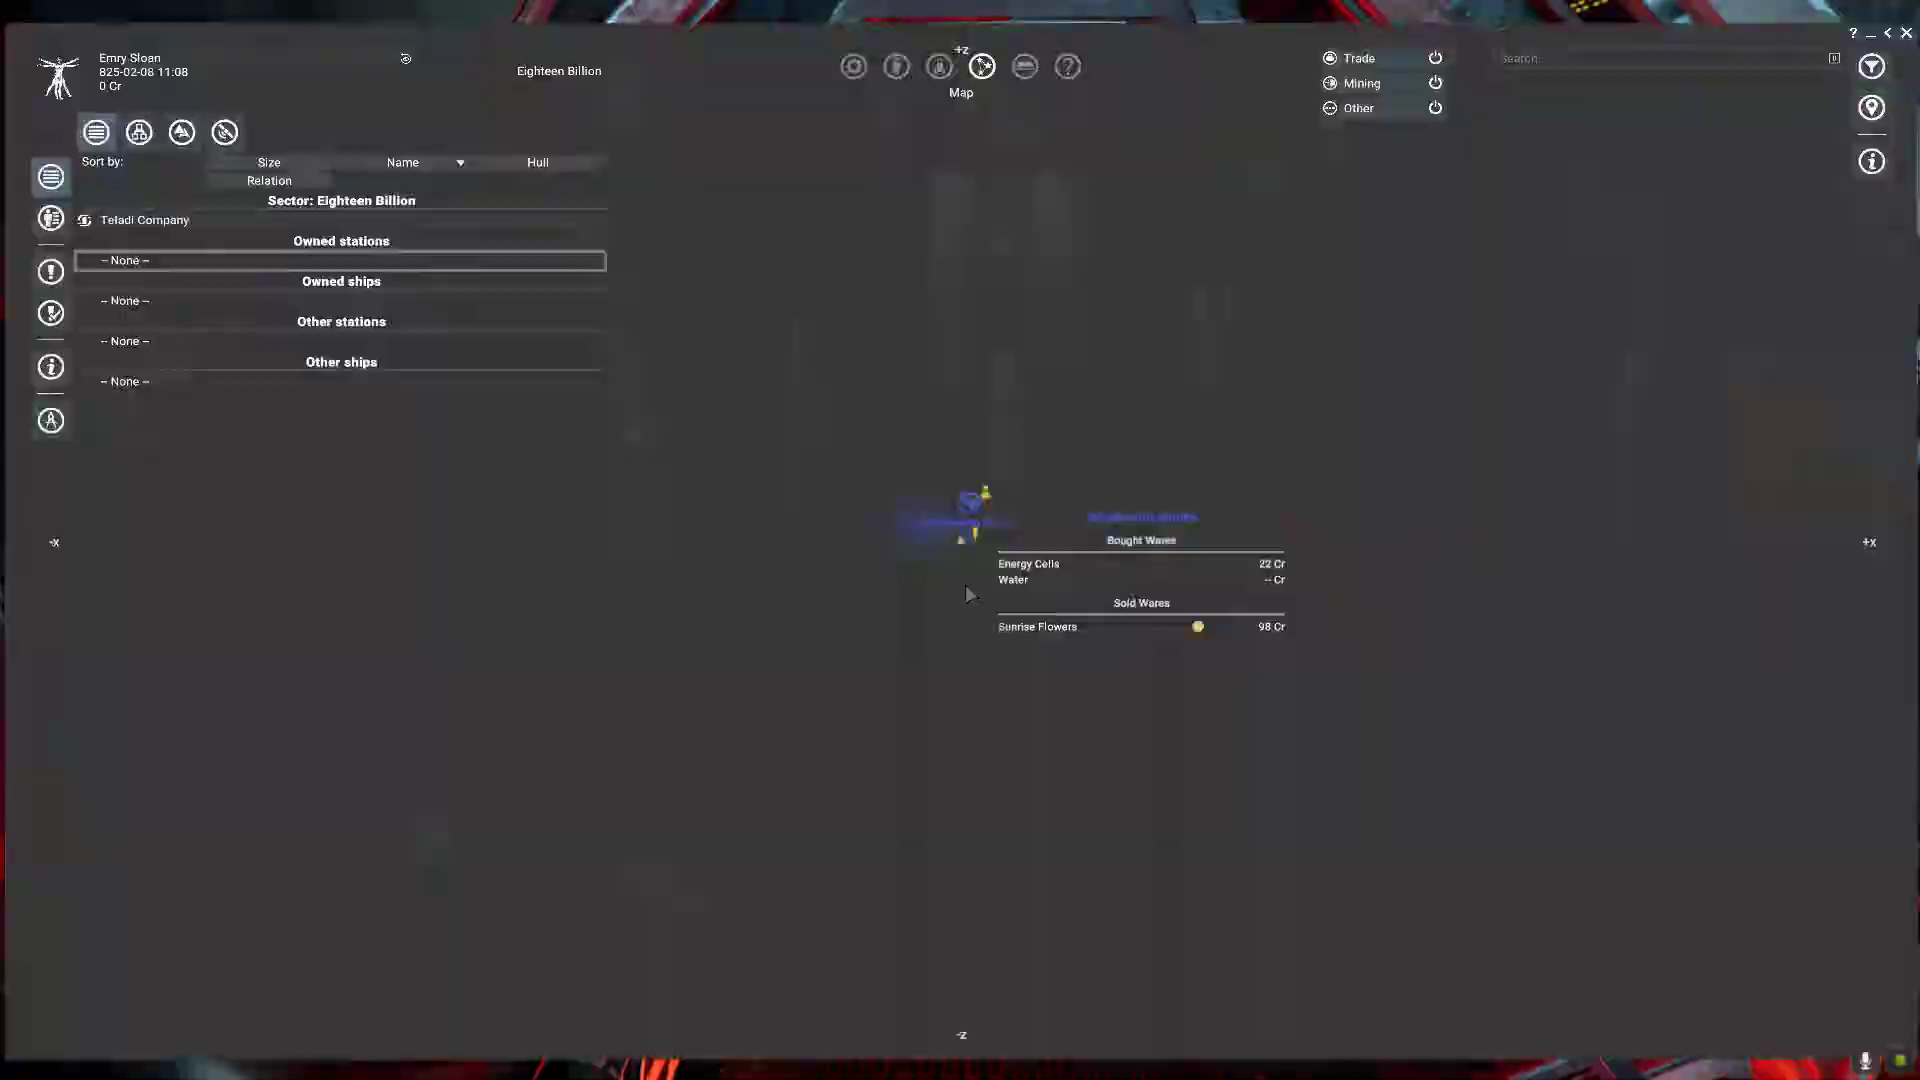 ? _ < X
Emry Sloan
825-02-08 11:08
0 Cr
Eighteen Billion
+Z
Map
Trade
Mining
Other
Search
Sort by:
Size
Name
Hull
Relation
Sector: Eighteen Billion
Teladi Company
Owned stations
-- None --
Owned ships
-- None --
Other stations
-- None --
Other ships
-- None --
-X
+X
Bought Wares
Energy Cells 22 Cr
Water -- Cr
Sold Wares
Sunrise Flowers 98 Cr
-Z